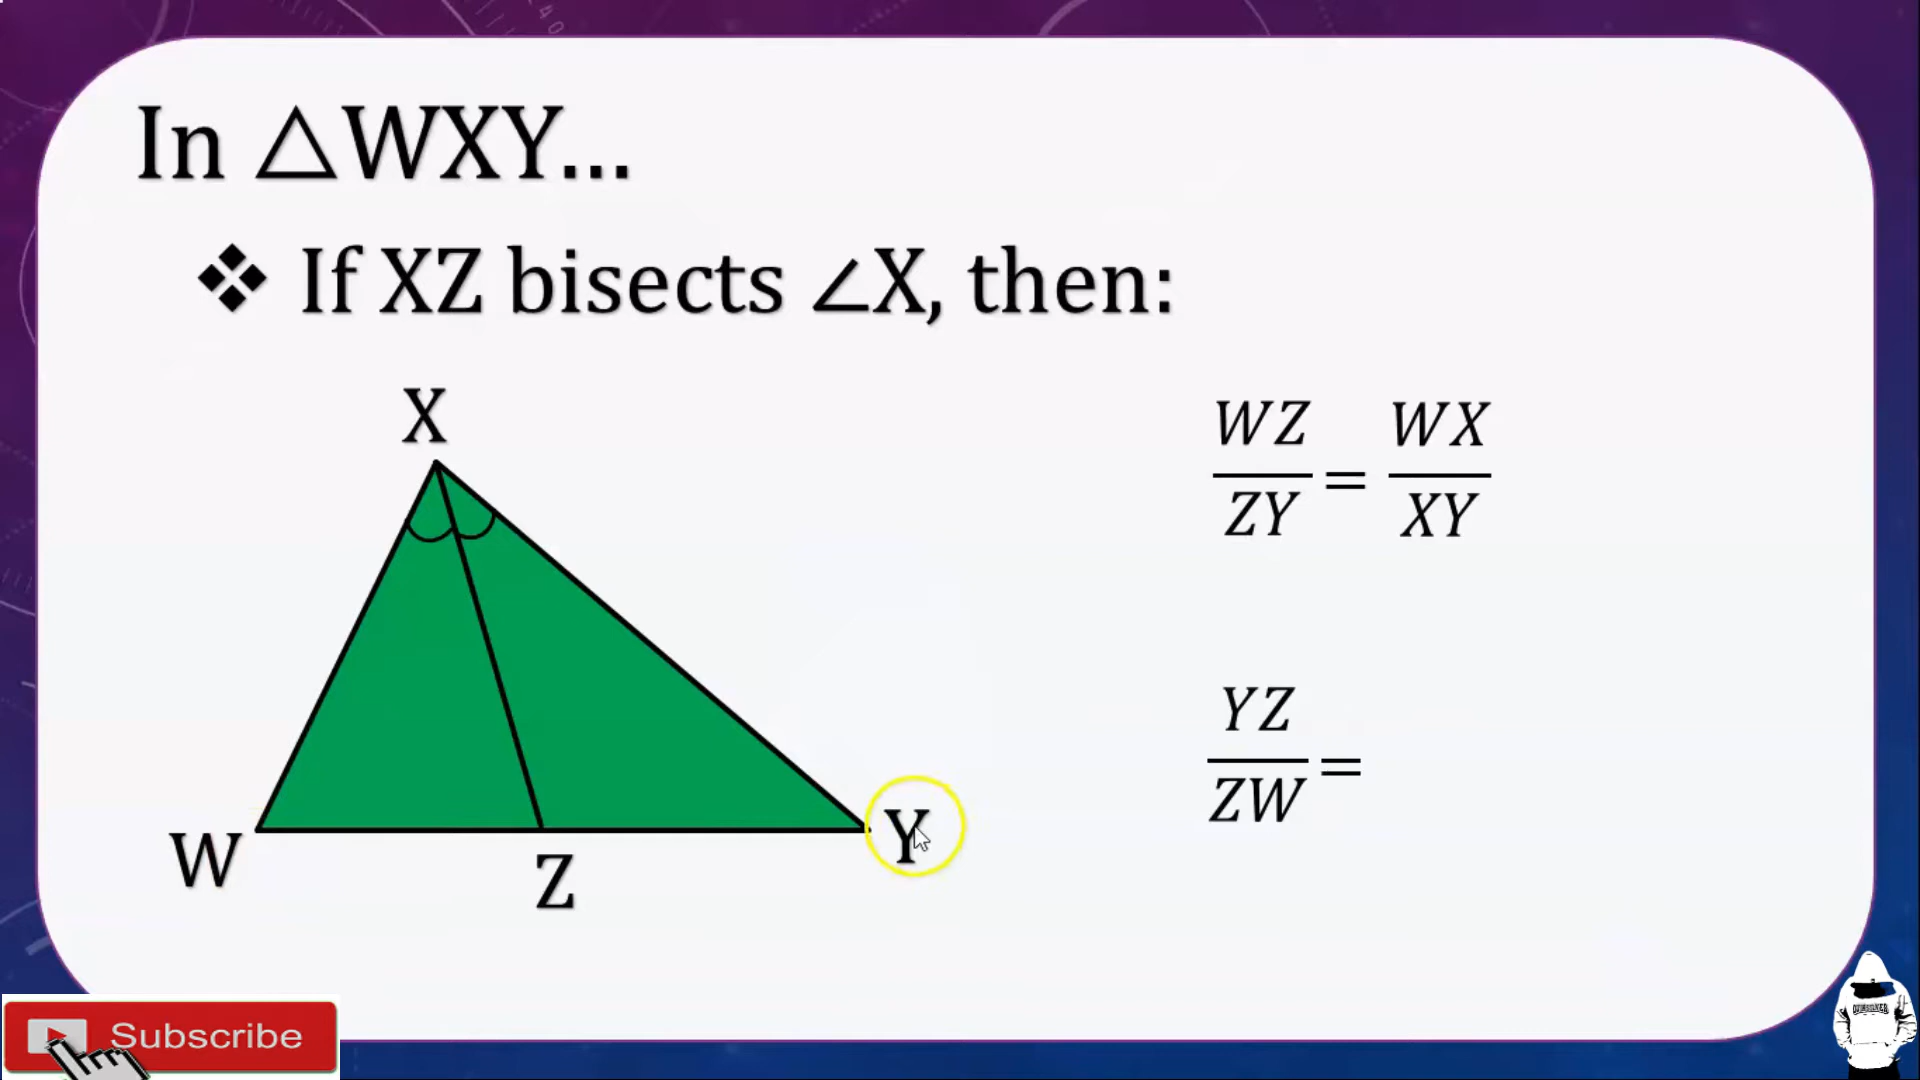 In △WXY...
❖ If XZ bisects ∠X, then:
X
WZ/ZY = WX/XY
YZ/ZW =
W
Z
Y
Subscribe